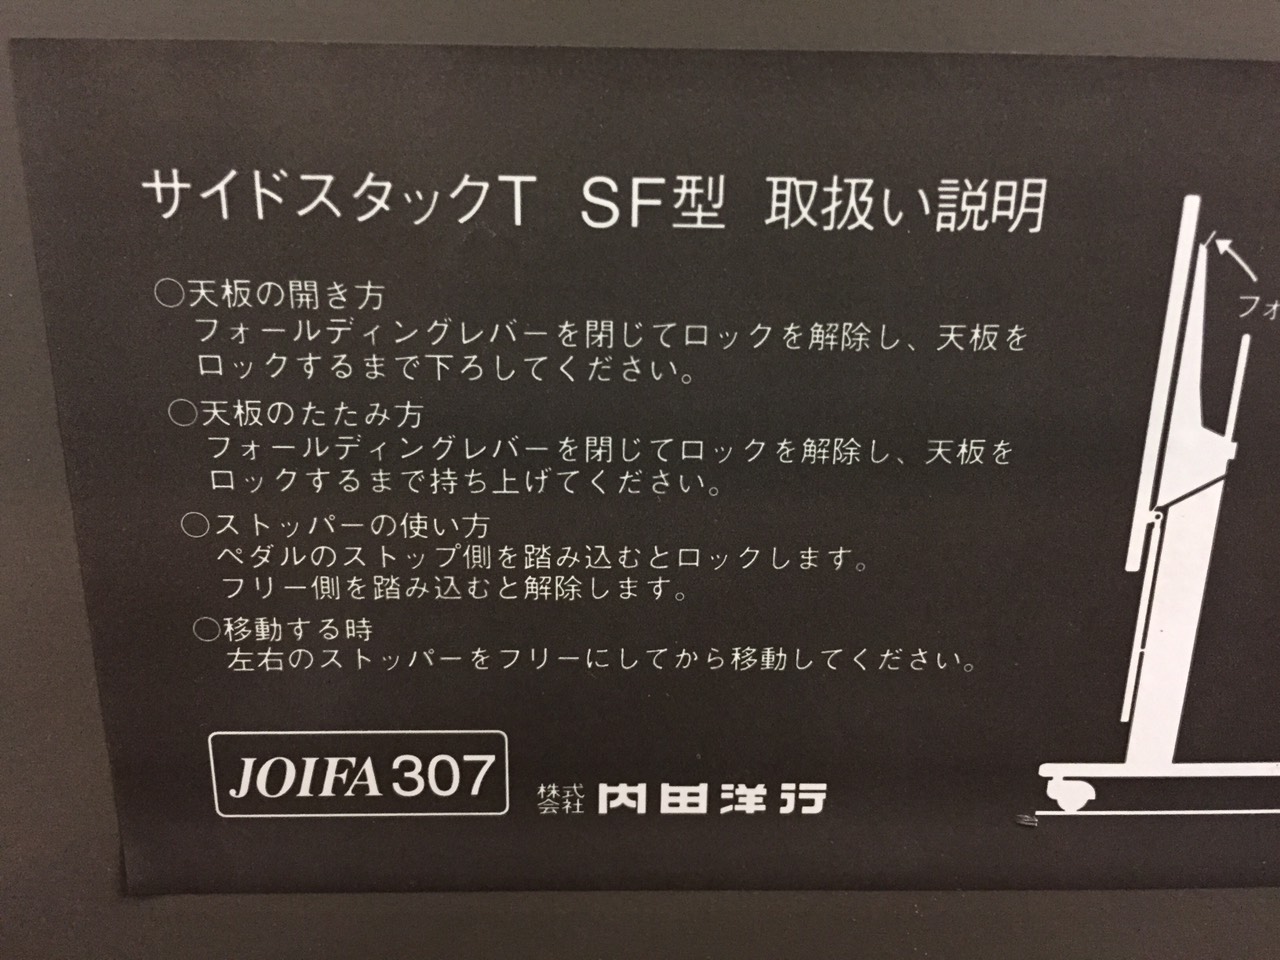 サイドスタックT SF型 取扱い説明
○天板の開き方
フォールディングレバーを閉じてロックを解除し、天板を
ロックするまで下ろしてください。
○天板のたたみ方
フォールディングレバーを閉じてロックを解除し、天板を
ロックするまで持ち上げてください。
○ストッパーの使い方
ペダルのストップ側を踏み込むとロックします。
フリー側を踏み込むと解除します。
○移動する時
左右のストッパーをフリーにしてから移動してください。
JOIFA 307
株式会社 内田洋行
フォ